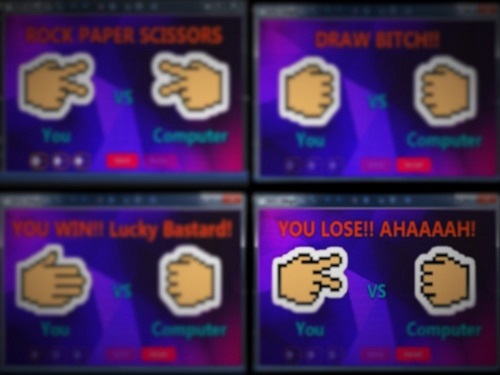 ROCK PAPER SCISSORS
VS
You Computer
DRAW BITCH!!
VS
You Computer
YOU WIN!! Lucky Bastard!
VS
You Computer
YOU LOSE!! AHAAAAH!
VS
You Computer